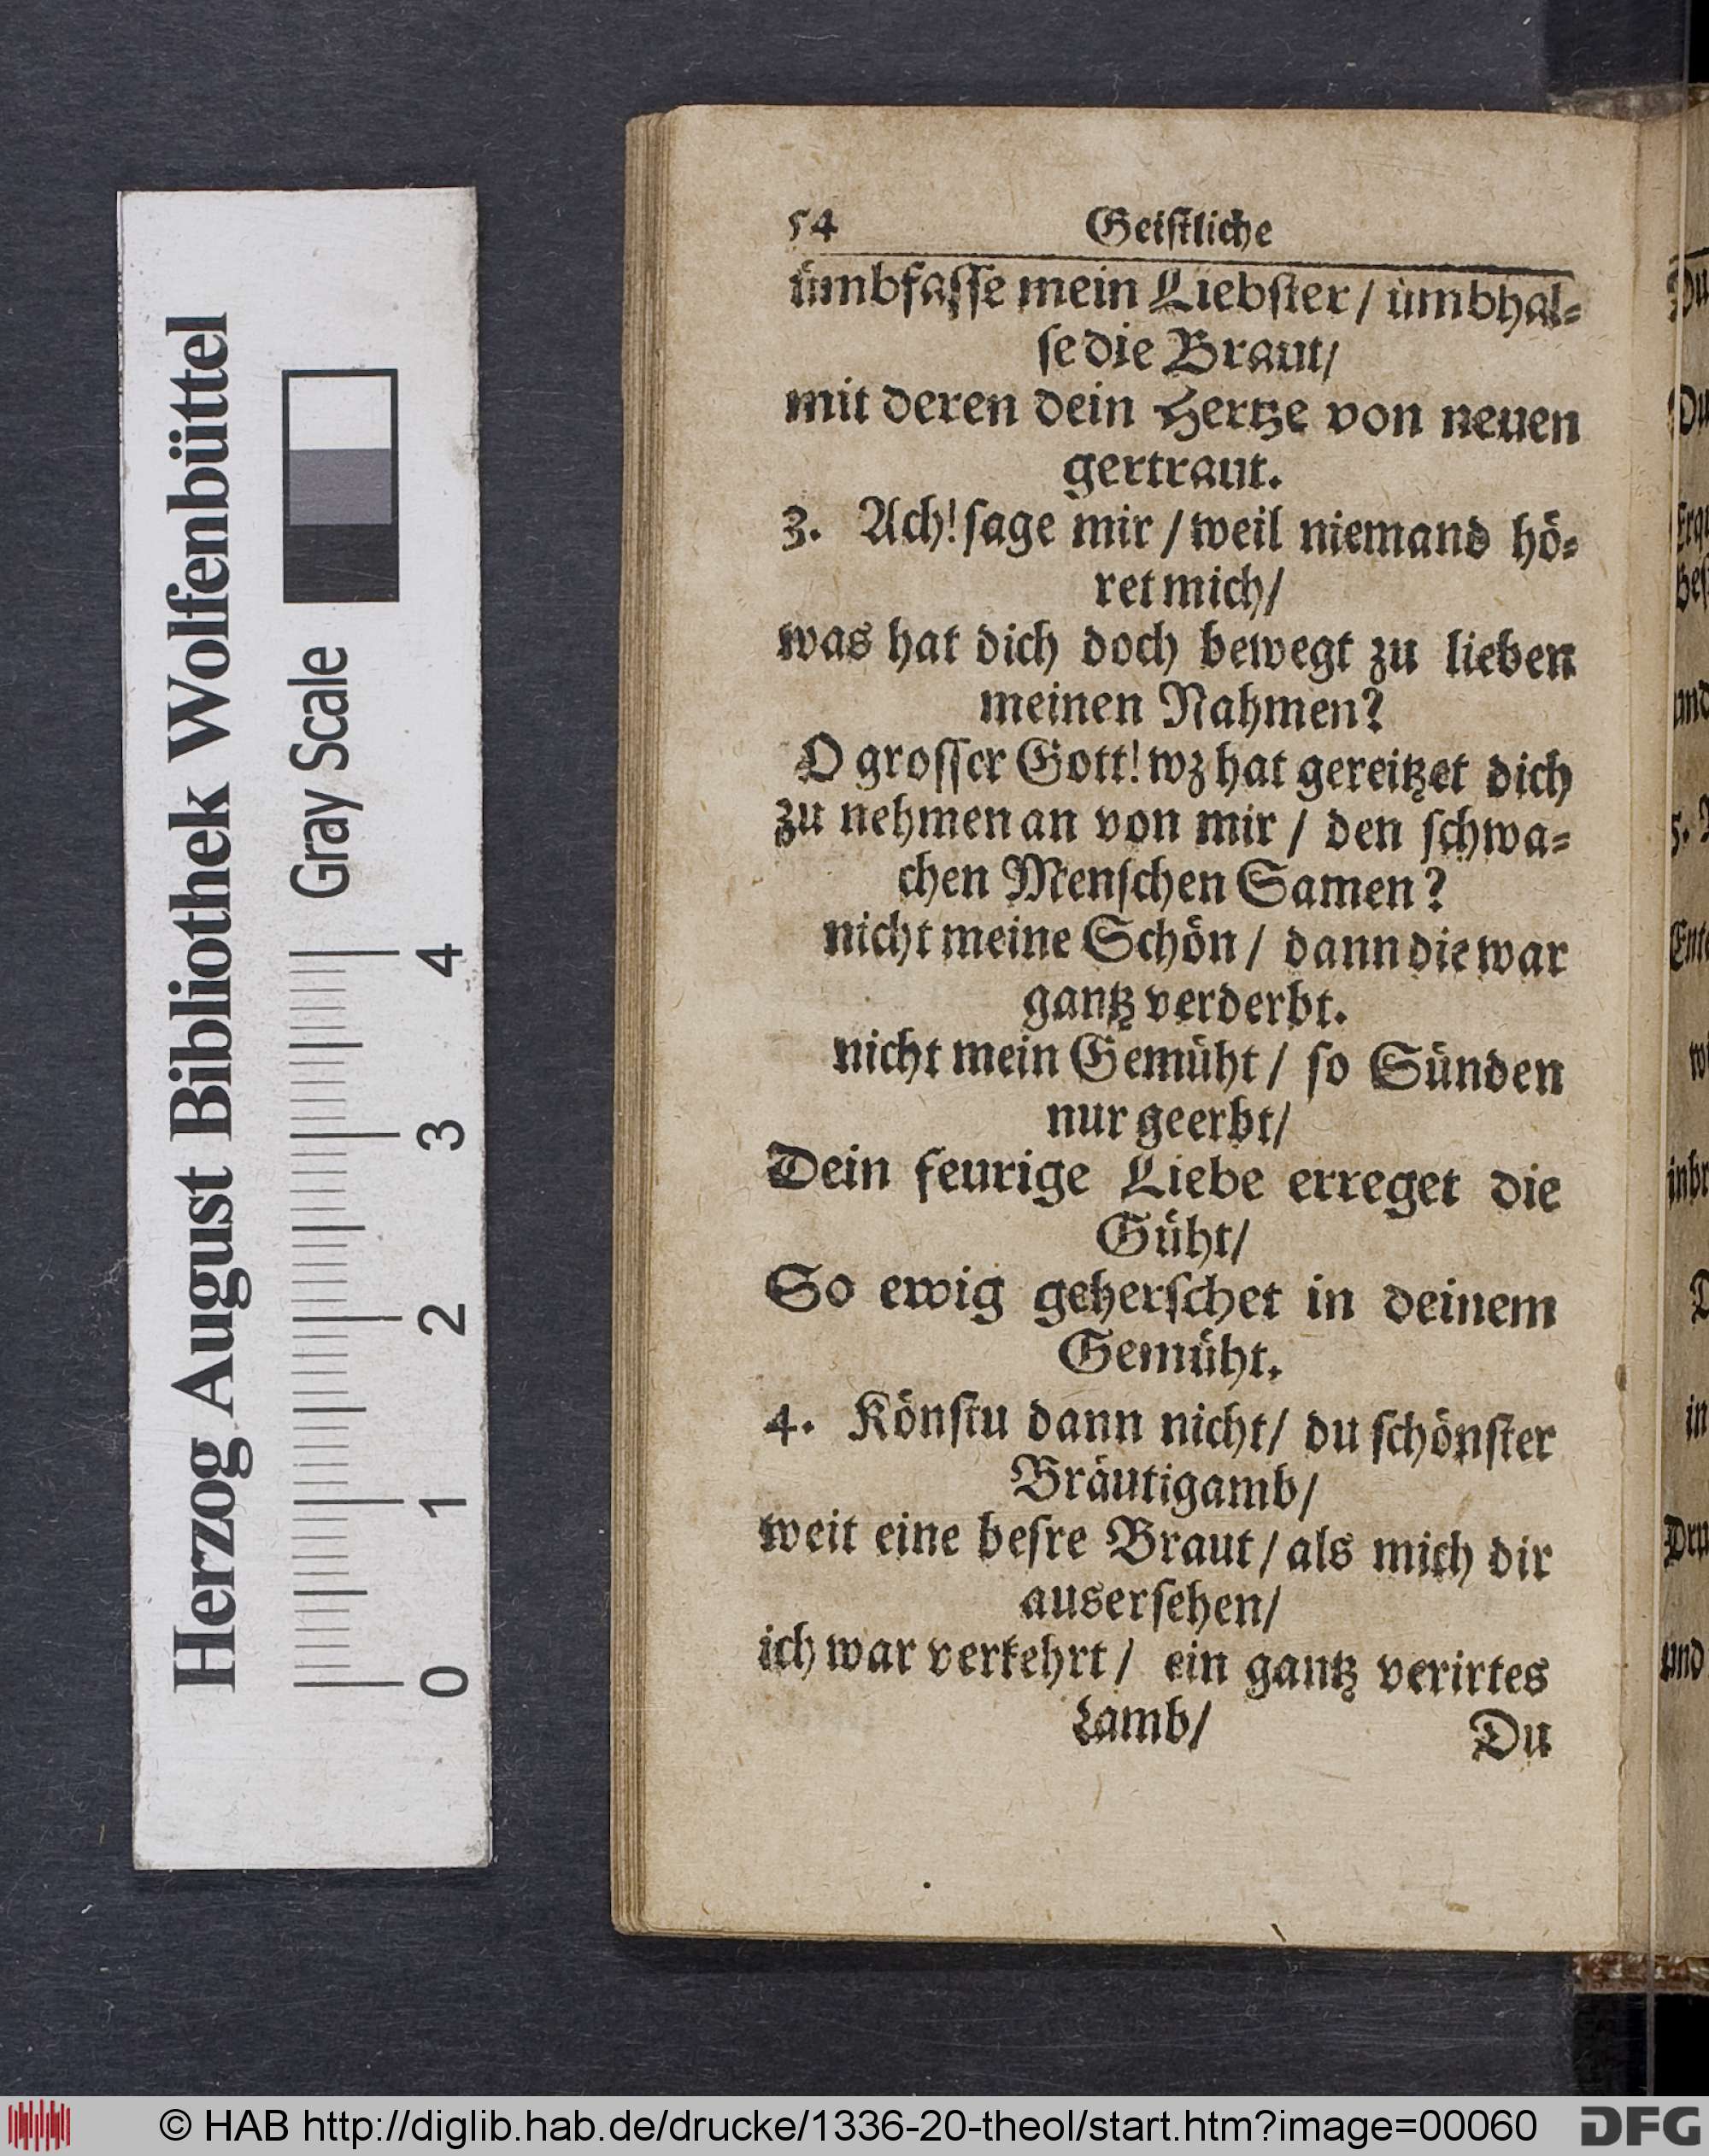 54 Geistliche
ümbfasse mein Liebster / ümbhal-
se die Braut/
mit deren dein Hertze von neuen
gertraut.
3. Ach! sage mir / weil niemand hö-
ret mich/
was hat dich doch bewegt zu lieben
meinen Nahmen?
O grosser Gott! wz hat gereitzet dich
zu nehmen an von mir / den schwa-
chen Menschen Samen?
nicht meine Schön / dann die war
gantz verderbt.
nicht mein Gemüht / so Sünden
nur geerbt/
Dein feurige Liebe erreget die
Güht/
So ewig geherschet in deinem
Gemüht.
4. Könstu dann nicht/ du schönster
Bräutigamb/
weit eine besre Braut / als mich dir
ausersehen/
ich war verkehrt / ein gantz verirtes
Lamb/
Du
Herzog August Bibliothek Wolfenbüttel
Gray Scale
0 1 2 3 4
© HAB http://diglib.hab.de/drucke/1336-20-theol/start.htm?image=00060
DFG